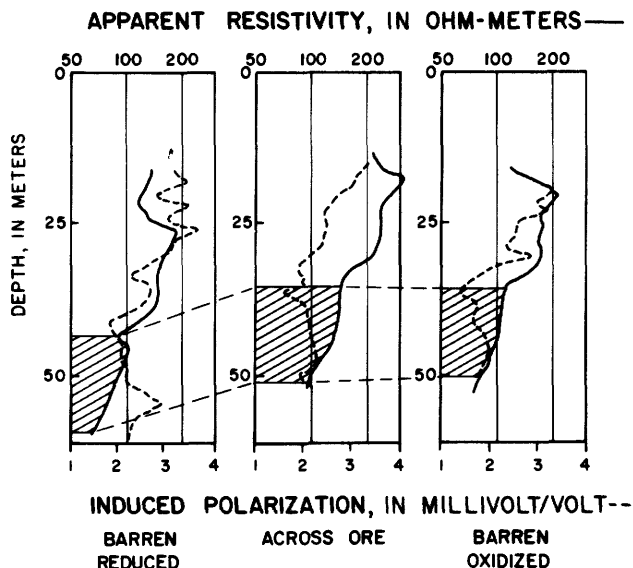 APPARENT RESISTIVITY, IN OHM-METERS——
50 100 200 50 100 200 50 100 200
0 0 0
DEPTH, IN METERS
25 25 25
50 50 50
1 2 3 4 1 2 3 4 1 2 3 4
INDUCED POLARIZATION, IN MILLIVOLT/VOLT--
BARREN REDUCED
ACROSS ORE
BARREN OXIDIZED